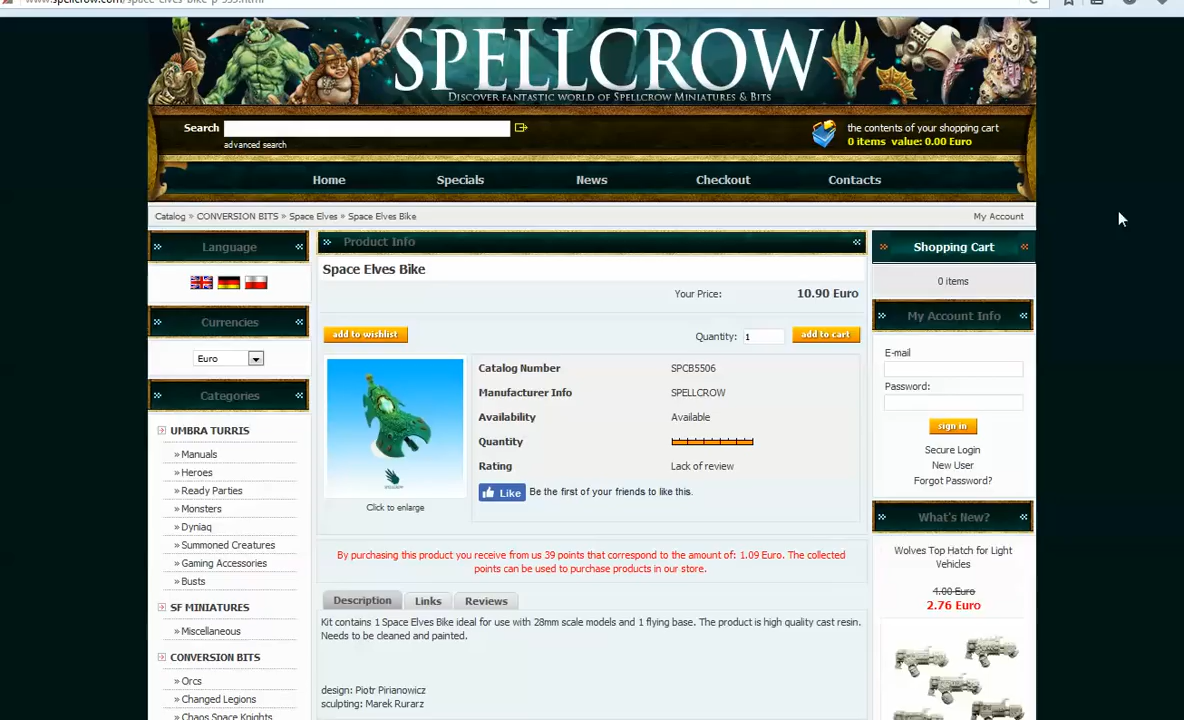 SPELLCROW
DISCOVER FANTASTIC WORLD OF SPELLCROW MINIATURES & BITS
Search
advanced search
the contents of your shopping cart
0 items value: 0.00 Euro
Home Specials News Checkout Contacts
Catalog » CONVERSION BITS » Space Elves » Space Elves Bike
My Account
Language
Currencies
Euro
Categories
UMBRA TURRIS
» Manuals
» Heroes
» Ready Parties
» Monsters
» Dyniaq
» Summoned Creatures
» Gaming Accessories
» Busts
SF MINIATURES
» Miscellaneous
CONVERSION BITS
» Orcs
» Changed Legions
» Chaos Space Knights
Product Info
Space Elves Bike
Your Price: 10.90 Euro
add to wishlist
Quantity: 1 add to cart
SPELLCROW
Click to enlarge
Catalog Number SPCB5506
Manufacturer Info SPELLCROW
Availability Available
Quantity
Rating Lack of review
Like Be the first of your friends to like this.
By purchasing this product you receive from us 39 points that correspond to the amount of: 1.09 Euro. The collected
points can be used to purchase products in our store.
Description Links Reviews
Kit contains 1 Space Elves Bike ideal for use with 28mm scale models and 1 flying base. The product is high quality cast resin.
Needs to be cleaned and painted.
design: Piotr Pirianowicz
sculpting: Marek Rurarz
Shopping Cart
0 items
My Account Info
E-mail
Password:
sign in
Secure Login
New User
Forgot Password?
What's New?
Wolves Top Hatch for Light
Vehicles
4.00 Euro
2.76 Euro